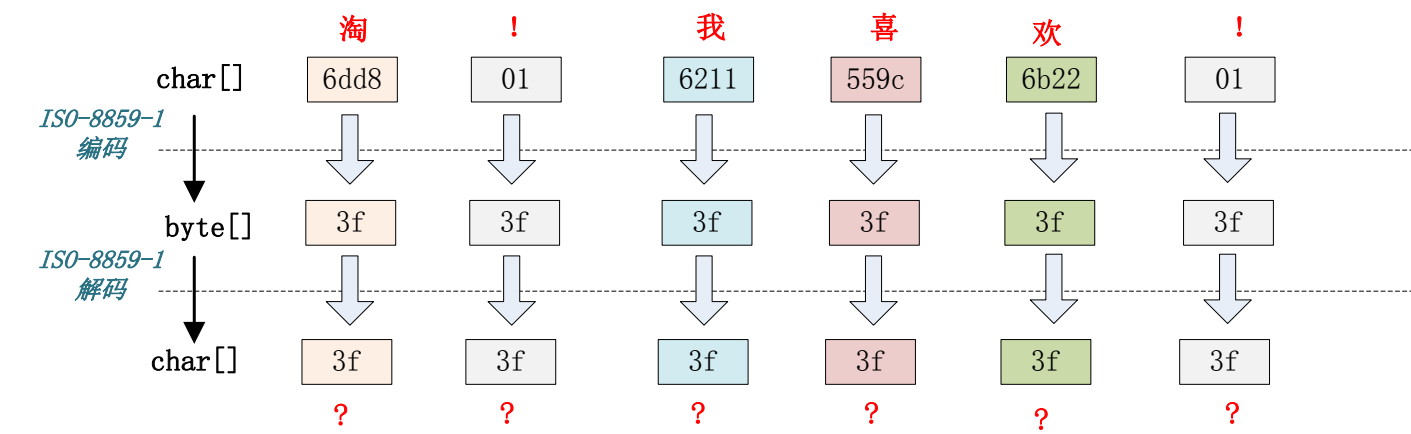 淘 ! 我 喜 欢 !
char[] 6dd8 01 6211 559c 6b22 01
ISO-8859-1
编码
byte[] 3f 3f 3f 3f 3f 3f
ISO-8859-1
解码
char[] 3f 3f 3f 3f 3f 3f
? ? ? ? ? ?